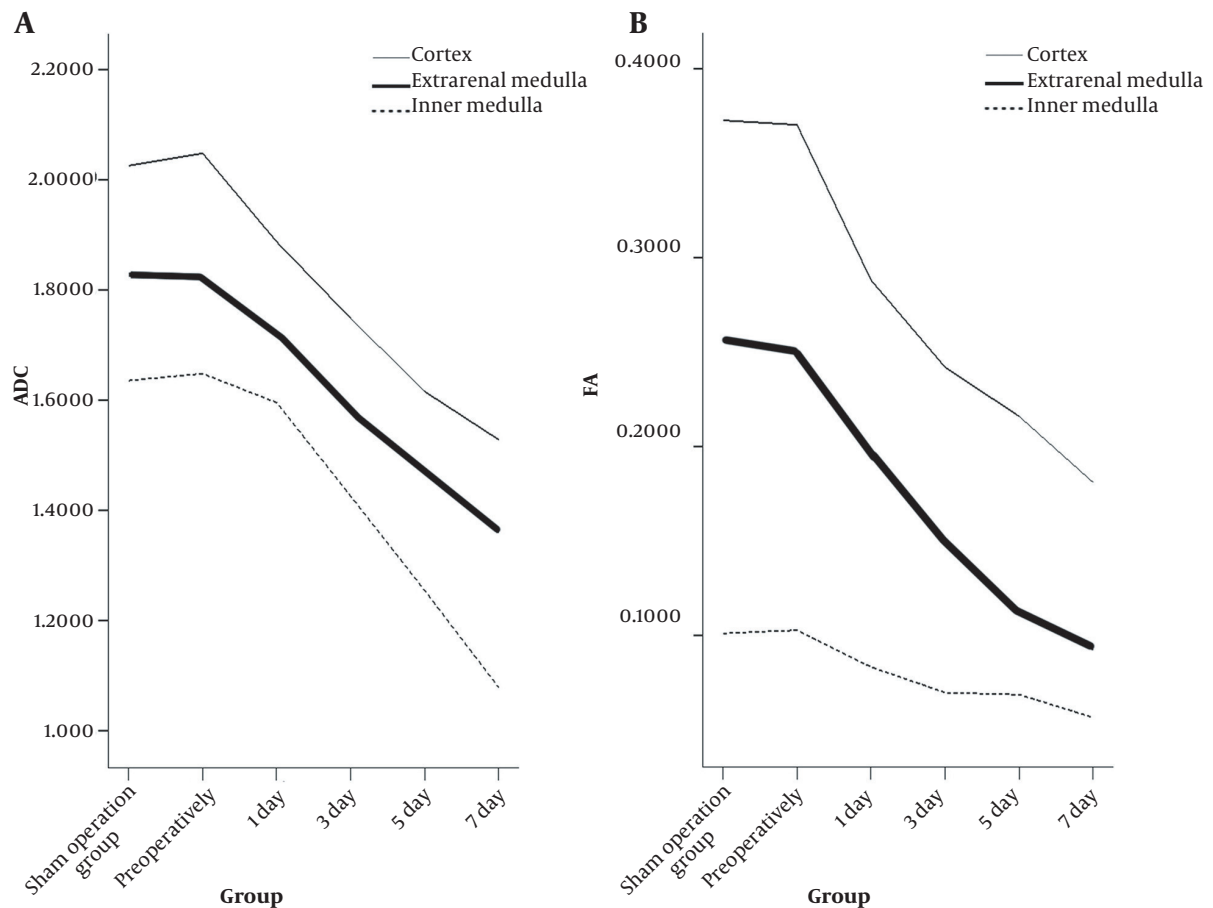 A
Cortex
Extrarenal medulla
Inner medulla
2.2000
2.0000
1.8000
1.6000
1.4000
1.2000
1.000
ADC
Sham operation
group
Preoperatively
1 day
3 day
5 day
7 day
Group
B
Cortex
Extrarenal medulla
Inner medulla
0.4000
0.3000
0.2000
0.1000
FA
Sham operation
group
Preoperatively
1 day
3 day
5 day
7 day
Group